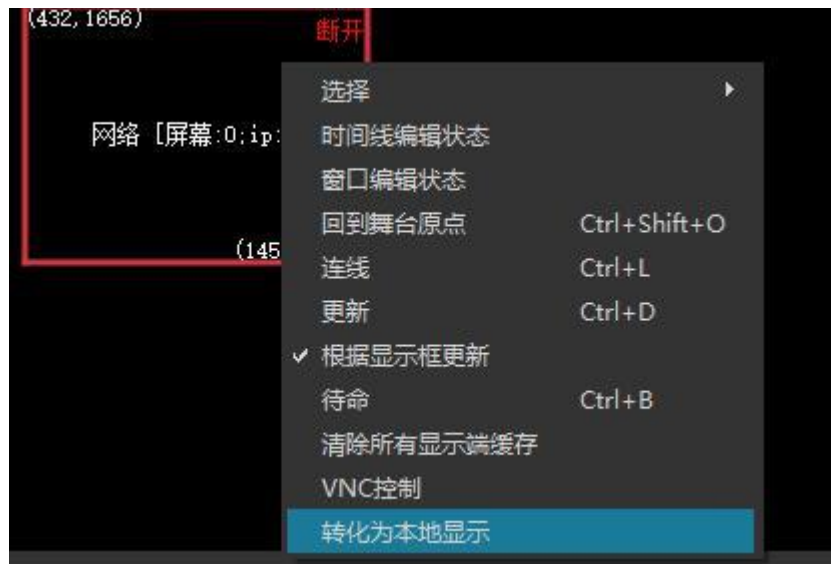 (432,1656)
断开
网络 [屏幕:0;ip:
(145
选择
时间线编辑状态
窗口编辑状态
回到舞台原点 Ctrl+Shift+O
连线 Ctrl+L
更新 Ctrl+D
根据显示框更新
待命 Ctrl+B
清除所有显示端缓存
VNC控制
转化为本地显示